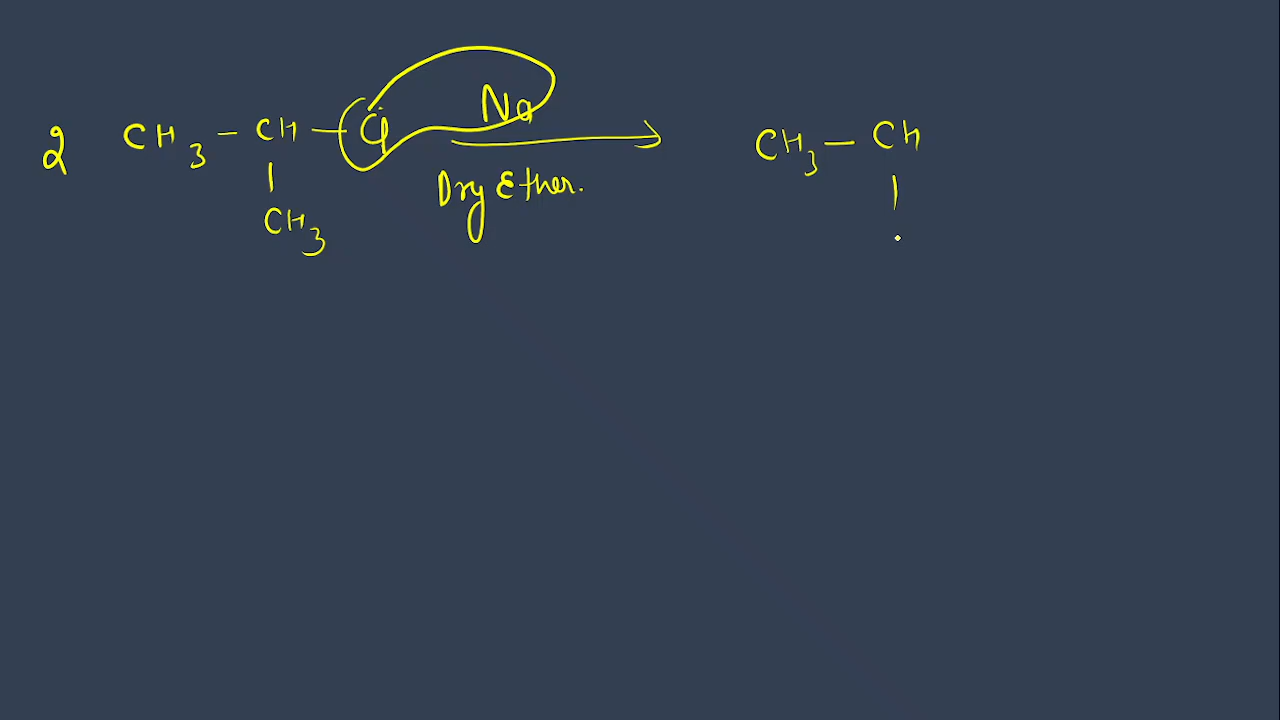 2 CH3 - CH - Cl Na CH3 - CH
| Dry Ether. |
CH3